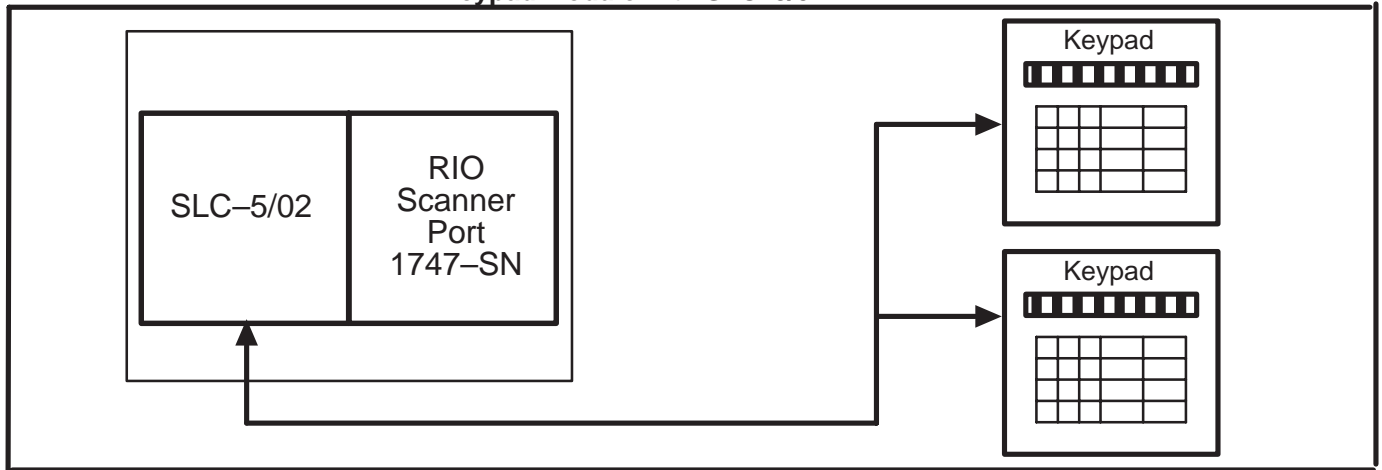 SLC–5/02
RIO
Scanner
Port
1747–SN
Keypad
Keypad